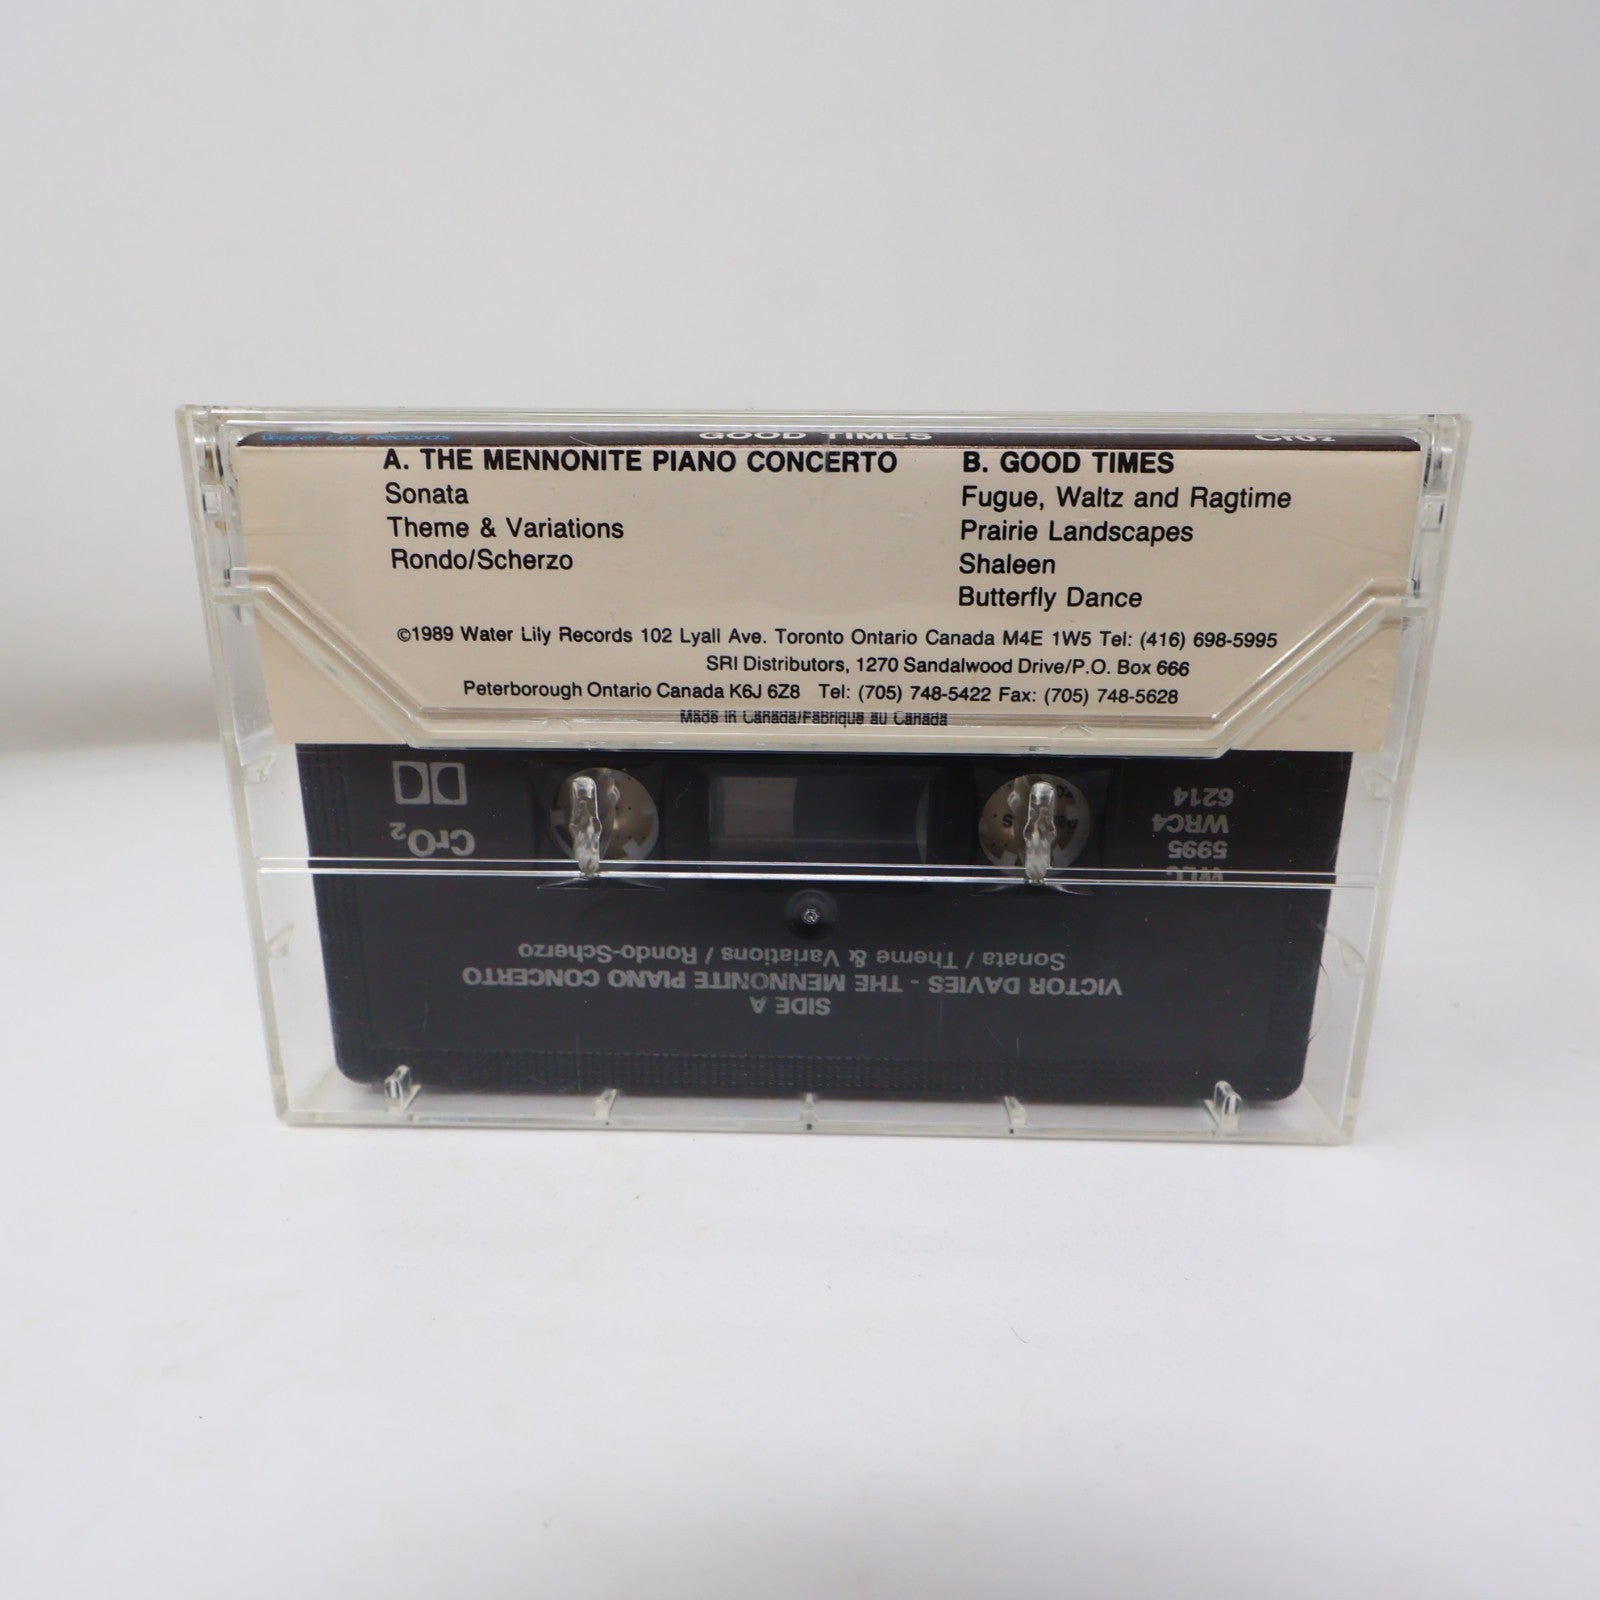 Water Lily Records
GOOD TIMES
CrO2
A. THE MENNONITE PIANO CONCERTO
Sonata
Theme & Variations
Rondo/Scherzo
B. GOOD TIMES
Fugue, Waltz and Ragtime
Prairie Landscapes
Shaleen
Butterfly Dance
©1989 Water Lily Records 102 Lyall Ave. Toronto Ontario Canada M4E 1W5 Tel: (416) 698-5995
SRI Distributors, 1270 Sandalwood Drive/P.O. Box 666
Peterborough Ontario Canada K6J 6Z8 Tel: (705) 748-5422 Fax: (705) 748-5628
Made in Canada/Fabriqué au Canada
SIDE A
VICTOR DAVIES - THE MENNONITE PIANO CONCERTO
Sonata / Theme & Variations / Rondo-Scherzo
5995
WRC4
6214
CrO2